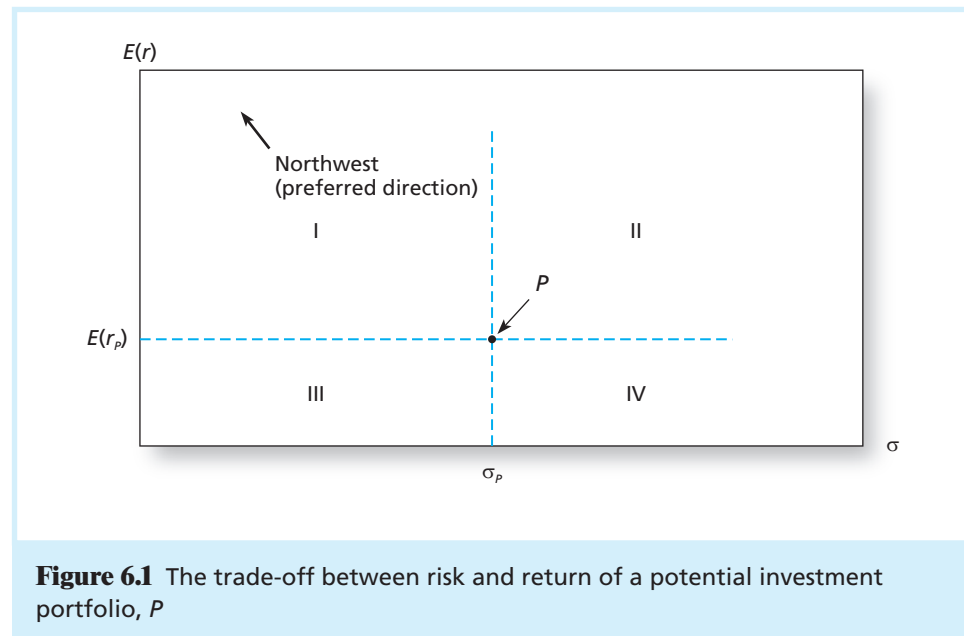 E(r)
Northwest
(preferred direction)
I
II
P
E(rₚ)
III
IV
σ
σₚ
Figure 6.1 The trade-off between risk and return of a potential investment
portfolio, P